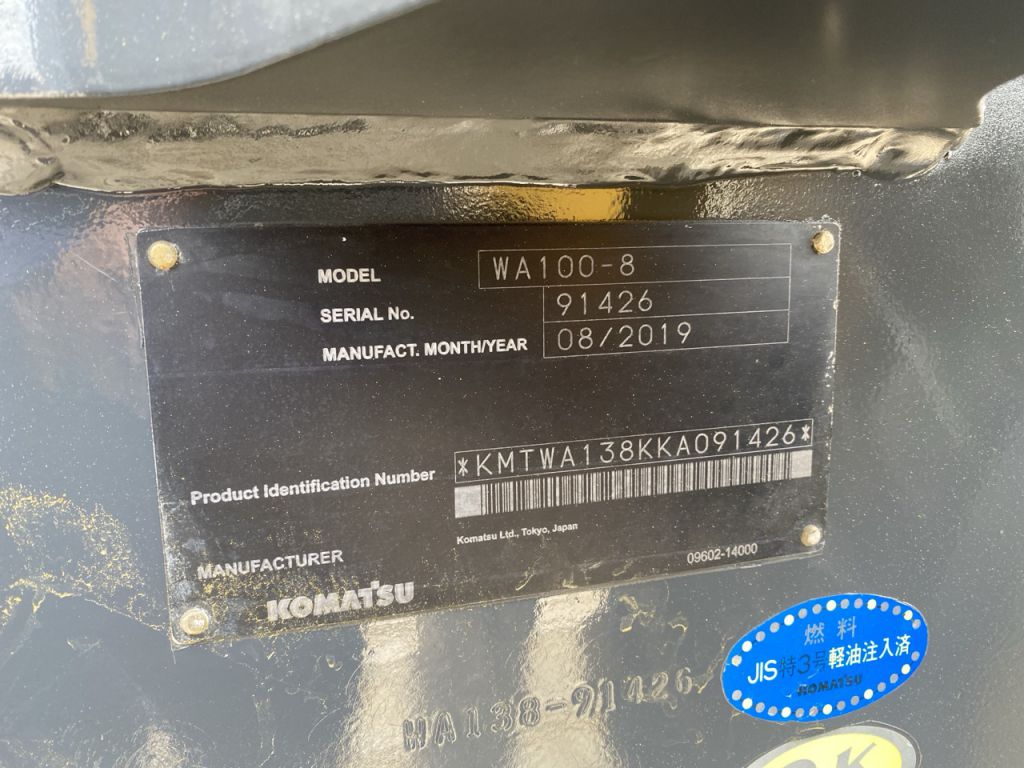 MODEL WA100-8
SERIAL No. 91426
MANUFACT. MONTH/YEAR 08/2019
Product Identification Number *KMTWA138KKA091426*
Komatsu Ltd., Tokyo, Japan
MANUFACTURER
09602-14000
KOMATSU
燃料
JIS特3号軽油注入済
KOMATSU
WA138-91426